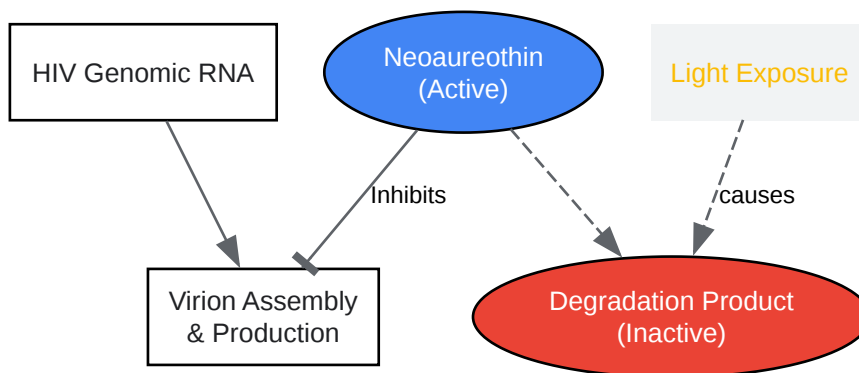 HIV Genomic RNA
Neoaureothin
(Active)
Light Exposure
Inhibits
causes
Virion Assembly
& Production
Degradation Product
(Inactive)